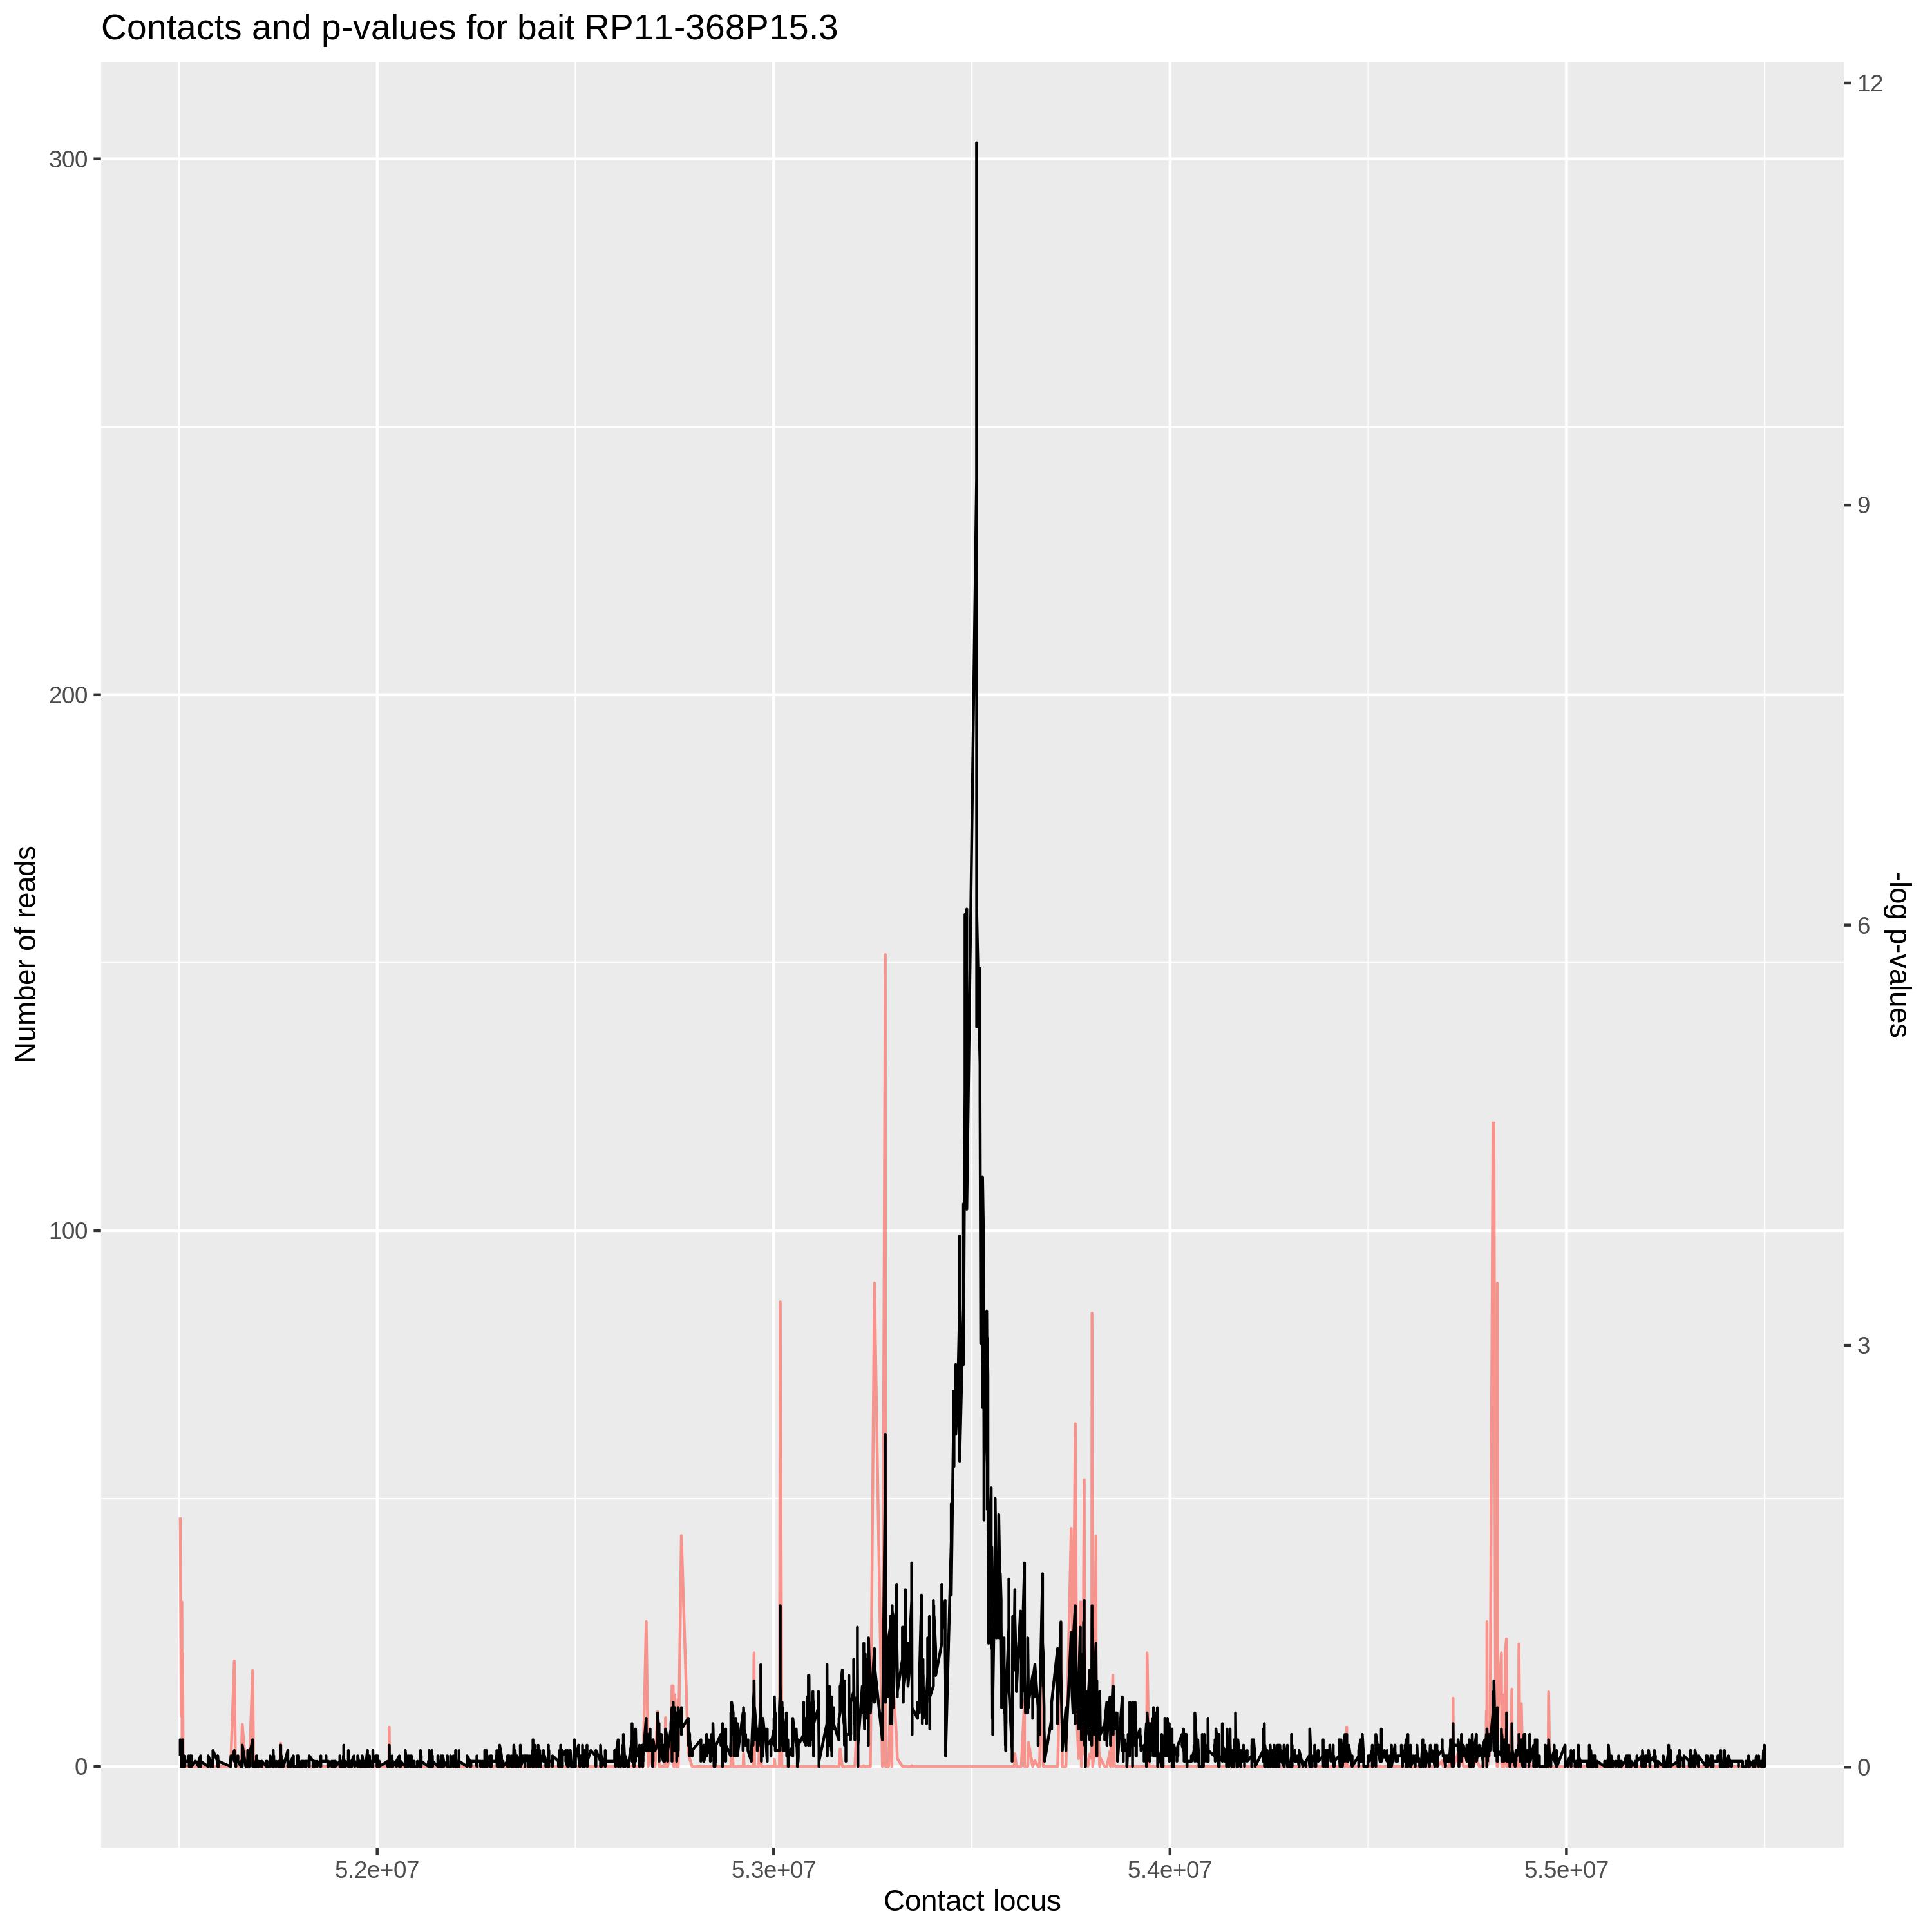 Contacts and p-values for bait RP11-368P15.3
300
200
100
0
Number of reads
12
9
6
3
0
-log p-values
5.2e+07 5.3e+07 5.4e+07 5.5e+07
Contact locus